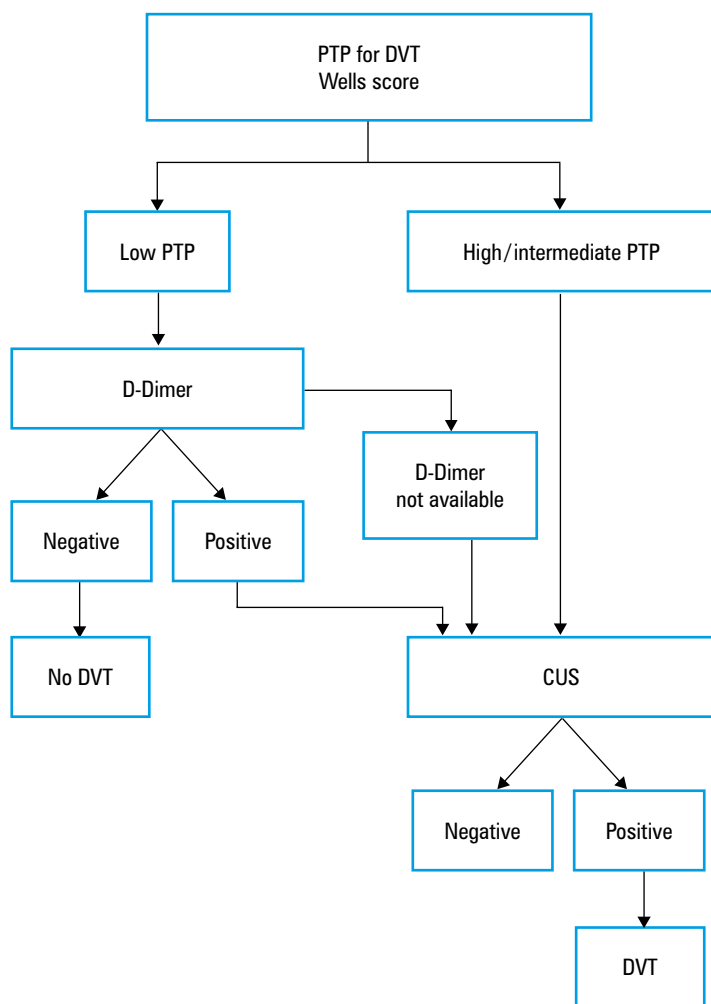 PTP for DVT
Wells score
Low PTP
High/intermediate PTP
D-Dimer
D-Dimer
not available
Negative
Positive
No DVT
CUS
Negative
Positive
DVT